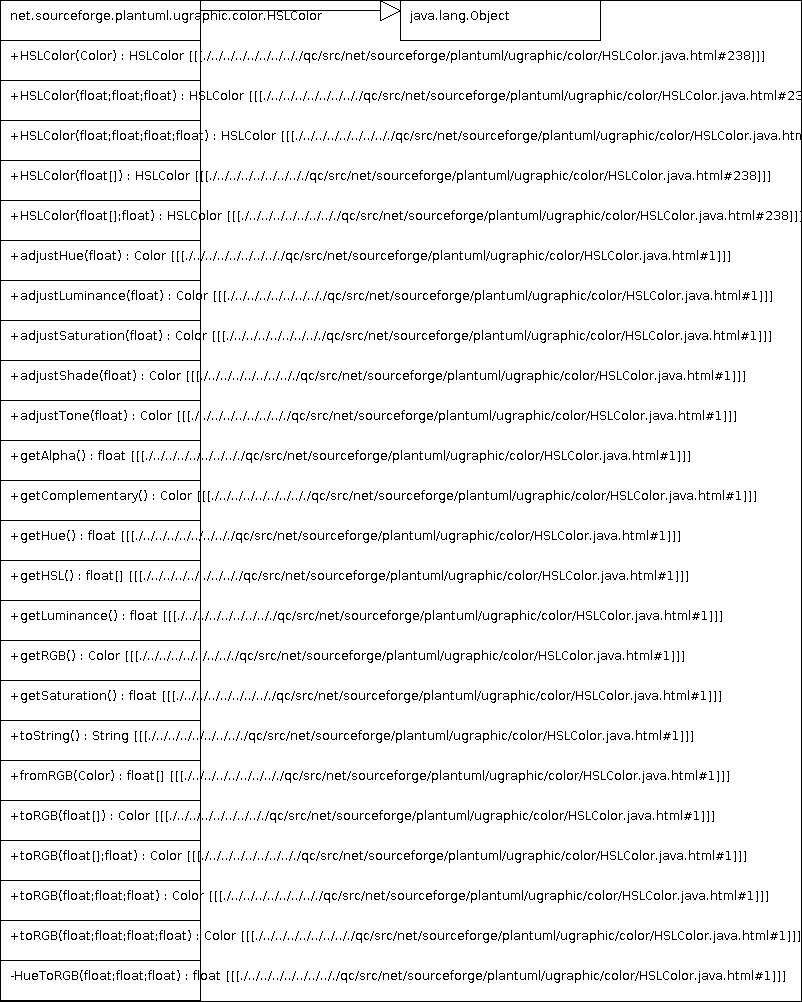 net.sourceforge.plantuml.ugraphic.color.HSLColor
java.lang.Object
+HSLColor(Color) : HSLColor [[[./../../../../../../../../qc/src/net/sourceforge/plantuml/ugraphic/color/HSLColor.java.html#238]]]
+HSLColor(float;float;float) : HSLColor [[[./../../../../../../../../qc/src/net/sourceforge/plantuml/ugraphic/color/HSLColor.java.html#23
+HSLColor(float;float;float;float) : HSLColor [[[./../../../../../../../../qc/src/net/sourceforge/plantuml/ugraphic/color/HSLColor.java.htm
+HSLColor(float[]) : HSLColor [[[./../../../../../../../../qc/src/net/sourceforge/plantuml/ugraphic/color/HSLColor.java.html#238]]]
+HSLColor(float[];float) : HSLColor [[[./../../../../../../../../qc/src/net/sourceforge/plantuml/ugraphic/color/HSLColor.java.html#238]]]
+adjustHue(float) : Color [[[./../../../../../../../../qc/src/net/sourceforge/plantuml/ugraphic/color/HSLColor.java.html#1]]]
+adjustLuminance(float) : Color [[[./../../../../../../../../qc/src/net/sourceforge/plantuml/ugraphic/color/HSLColor.java.html#1]]]
+adjustSaturation(float) : Color [[[./../../../../../../../../qc/src/net/sourceforge/plantuml/ugraphic/color/HSLColor.java.html#1]]]
+adjustShade(float) : Color [[[./../../../../../../../../qc/src/net/sourceforge/plantuml/ugraphic/color/HSLColor.java.html#1]]]
+adjustTone(float) : Color [[[./../../../../../../../../qc/src/net/sourceforge/plantuml/ugraphic/color/HSLColor.java.html#1]]]
+getAlpha() : float [[[./../../../../../../../../qc/src/net/sourceforge/plantuml/ugraphic/color/HSLColor.java.html#1]]]
+getComplementary() : Color [[[./../../../../../../../../qc/src/net/sourceforge/plantuml/ugraphic/color/HSLColor.java.html#1]]]
+getHue() : float [[[./../../../../../../../../qc/src/net/sourceforge/plantuml/ugraphic/color/HSLColor.java.html#1]]]
+getHSL() : float[] [[[./../../../../../../../../qc/src/net/sourceforge/plantuml/ugraphic/color/HSLColor.java.html#1]]]
+getLuminance() : float [[[./../../../../../../../../qc/src/net/sourceforge/plantuml/ugraphic/color/HSLColor.java.html#1]]]
+getRGB() : Color [[[./../../../../../../../../qc/src/net/sourceforge/plantuml/ugraphic/color/HSLColor.java.html#1]]]
+getSaturation() : float [[[./../../../../../../../../qc/src/net/sourceforge/plantuml/ugraphic/color/HSLColor.java.html#1]]]
+toString() : String [[[./../../../../../../../../qc/src/net/sourceforge/plantuml/ugraphic/color/HSLColor.java.html#1]]]
+fromRGB(Color) : float[] [[[./../../../../../../../../qc/src/net/sourceforge/plantuml/ugraphic/color/HSLColor.java.html#1]]]
+toRGB(float[]) : Color [[[./../../../../../../../../qc/src/net/sourceforge/plantuml/ugraphic/color/HSLColor.java.html#1]]]
+toRGB(float[];float) : Color [[[./../../../../../../../../qc/src/net/sourceforge/plantuml/ugraphic/color/HSLColor.java.html#1]]]
+toRGB(float;float;float) : Color [[[./../../../../../../../../qc/src/net/sourceforge/plantuml/ugraphic/color/HSLColor.java.html#1]]]
+toRGB(float;float;float;float) : Color [[[./../../../../../../../../qc/src/net/sourceforge/plantuml/ugraphic/color/HSLColor.java.html#1]]]
-HueToRGB(float;float;float) : float [[[./../../../../../../../../qc/src/net/sourceforge/plantuml/ugraphic/color/HSLColor.java.html#1]]]